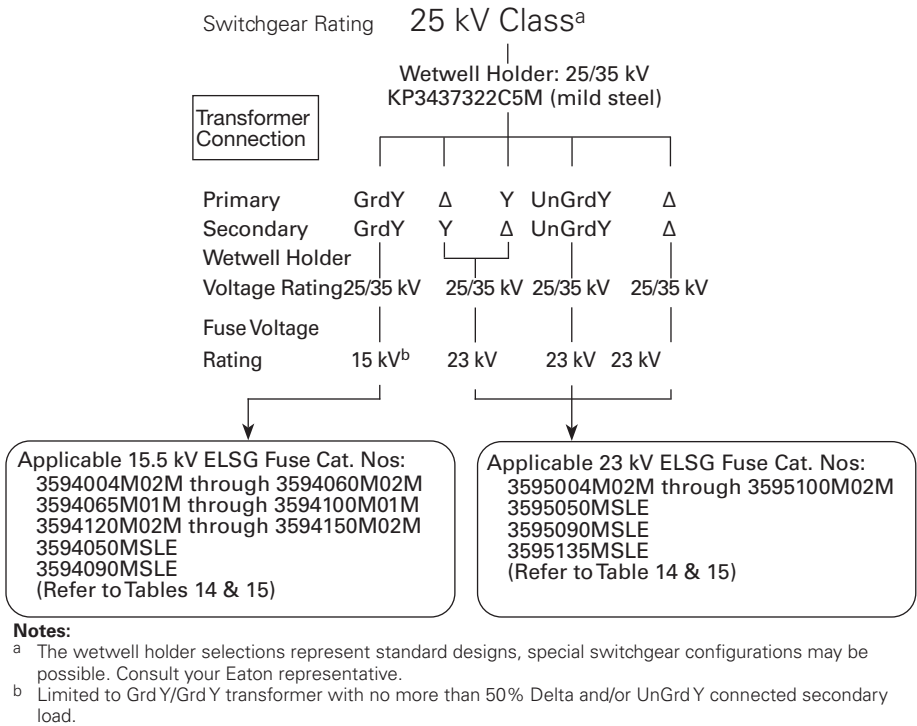 Switchgear Rating 25 kV Classa
Wetwell Holder: 25/35 kV
KP3437322C5M (mild steel)
Transformer
Connection
Primary GrdY Δ Y UnGrdY Δ
Secondary GrdY Y Δ UnGrdY Δ
Wetwell Holder
Voltage Rating 25/35 kV 25/35 kV 25/35 kV 25/35 kV
Fuse Voltage
Rating 15 kVb 23 kV 23 kV 23 kV
Applicable 15.5 kV ELSG Fuse Cat. Nos:
3594004M02M through 3594060M02M
3594065M01M through 3594100M01M
3594120M02M through 3594150M02M
3594050MSLE
3594090MSLE
(Refer to Tables 14 & 15)
Applicable 23 kV ELSG Fuse Cat. Nos:
3595004M02M through 3595100M02M
3595050MSLE
3595090MSLE
3595135MSLE
(Refer to Table 14 & 15)
Notes:
a The wetwell holder selections represent standard designs, special switchgear configurations may be
possible. Consult your Eaton representative.
b Limited to Grd Y/Grd Y transformer with no more than 50% Delta and/or UnGrd Y connected secondary
load.